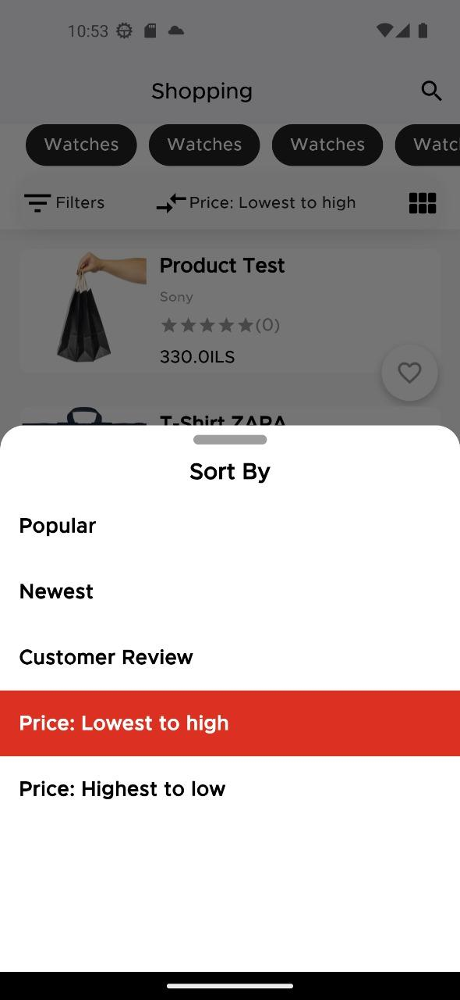 10:53
Shopping
Watches Watches Watches Watc
Filters Price: Lowest to high
Product Test
Sony
(0)
330.0ILS
T-Shirt ZARA
Sort By
Popular
Newest
Customer Review
Price: Lowest to high
Price: Highest to low